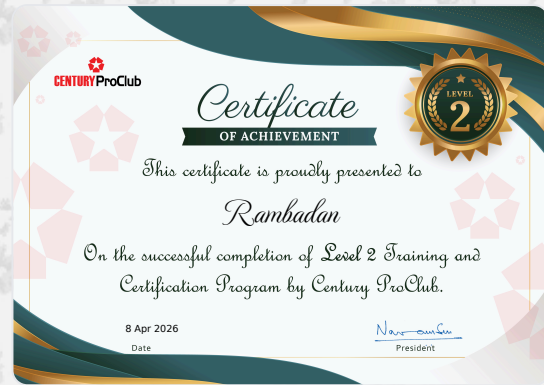 CENTURY ProClub
LEVEL
2
Certificate
OF ACHIEVEMENT
This certificate is proudly presented to
Rambadan
On the successful completion of Level 2 Training and
Certification Program by Century ProClub.
8 Apr 2026
Date
President